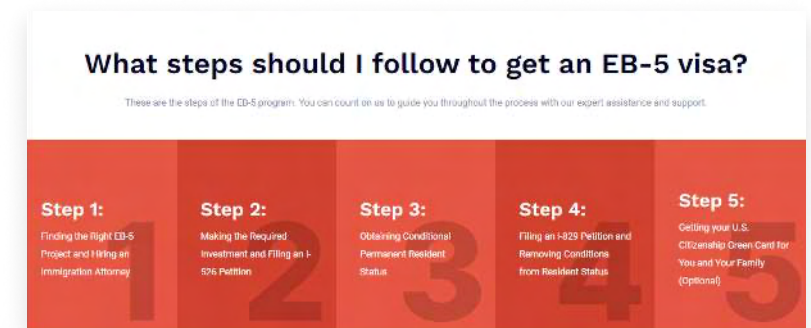 What steps should I follow to get an EB-5 visa?
These are the steps of the EB-5 program. You can count on us to guide you throughout the process with our expert assistance and support.
1
Step 1:
Finding the Right EB-5
Project and Hiring an
Immigration Attorney
2
Step 2:
Making the Required
Investment and Filing an I-
526 Petition
3
Step 3:
Obtaining Conditional
Permanent Resident
Status
4
Step 4:
Filing an I-829 Petition and
Removing Conditions
from Resident Status
5
Step 5:
Getting your U.S.
Citizenship Green Card for
You and Your Family
(Optional)